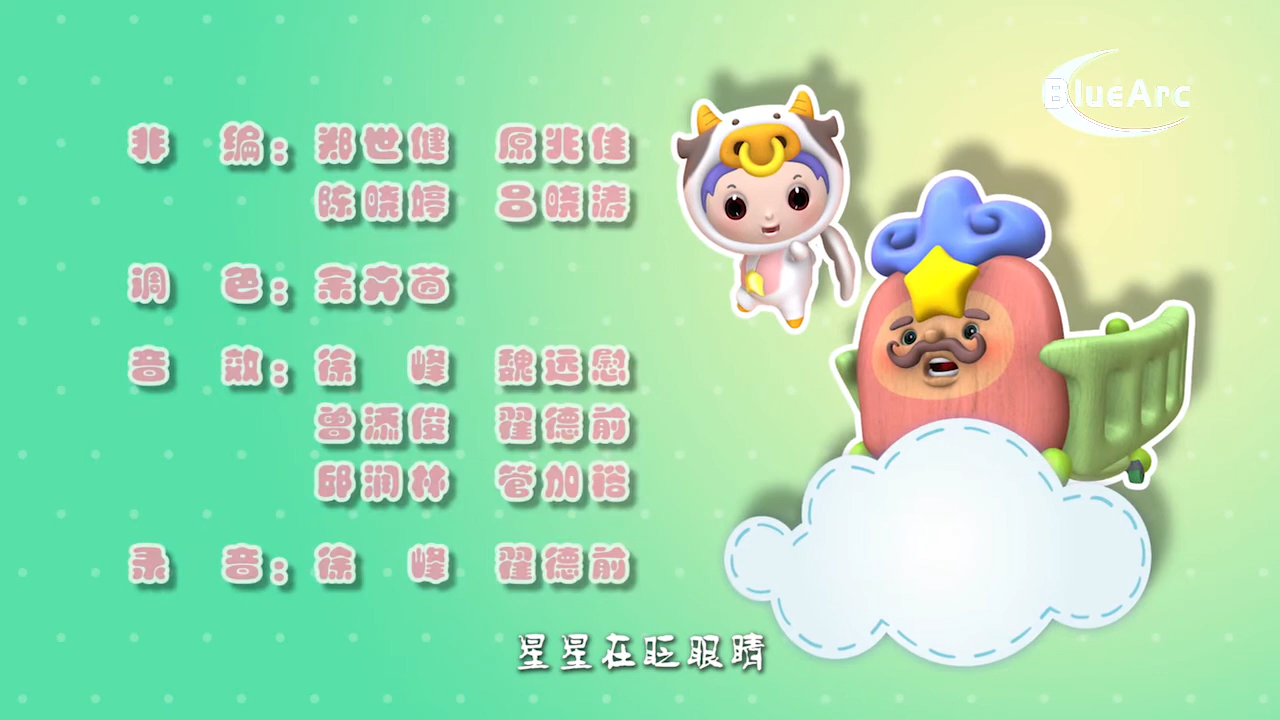 BlueArc
非 编：郑世健 原兆佳
陈晓婷 吕晓涛
调 色：余卉茵
音 效：徐 峰 魏远慰
曾添俊 翟德前
邱润林 管加裕
录 音：徐 峰 翟德前
星星在眨眼睛